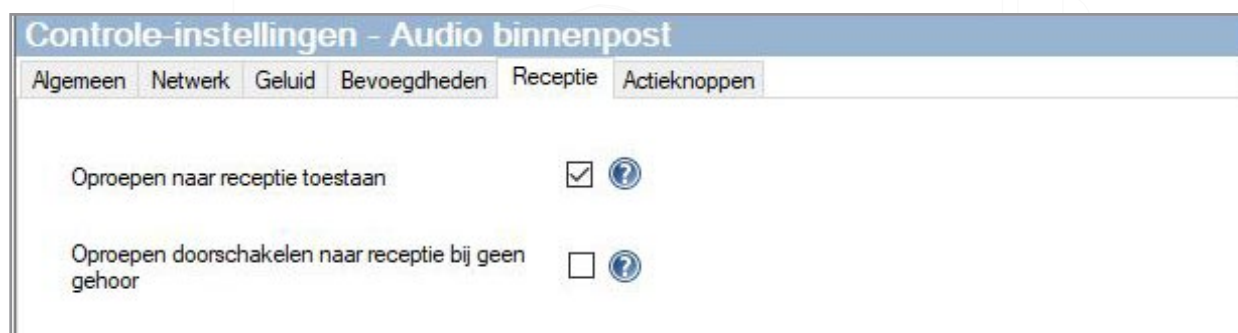 Controle-instellingen - Audio binnenpost
Algemeen Netwerk Geluid Bevoegdheden Receptie Actieknoppen
Oproepen naar receptie toestaan
Oproepen doorschakelen naar receptie bij geen
gehoor